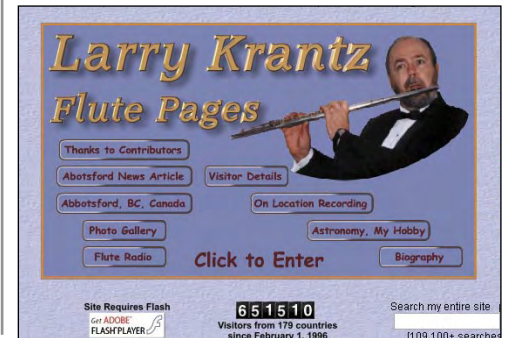 Larry Krantz
Flute Pages
Thanks to Contributors
Abotsford News Article
Visitor Details
Abbotsford, BC, Canada
On Location Recording
Photo Gallery
Astronomy, My Hobby
Flute Radio
Click to Enter
Biography
Site Requires Flash
Get ADOBE
FLASH PLAYER
651510
Visitors from 179 countries
since February 1, 1996
Search my entire site
[109,100+ searches